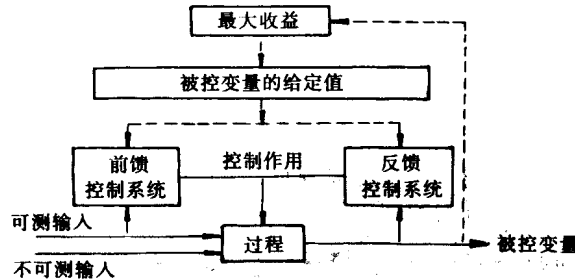 最大收益
被控变量的给定值
前馈
控制系统
控制作用
反馈
控制系统
可测输入
过程
被控变量
不可测输入